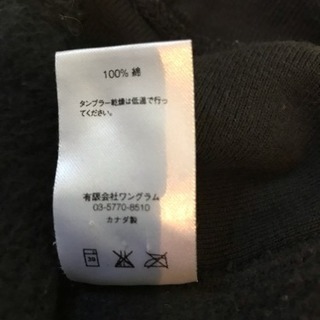 100% 綿
タンブラー乾燥は低温で行っ
てください。
有限会社ワングラム
03-5770-8510
カナダ製